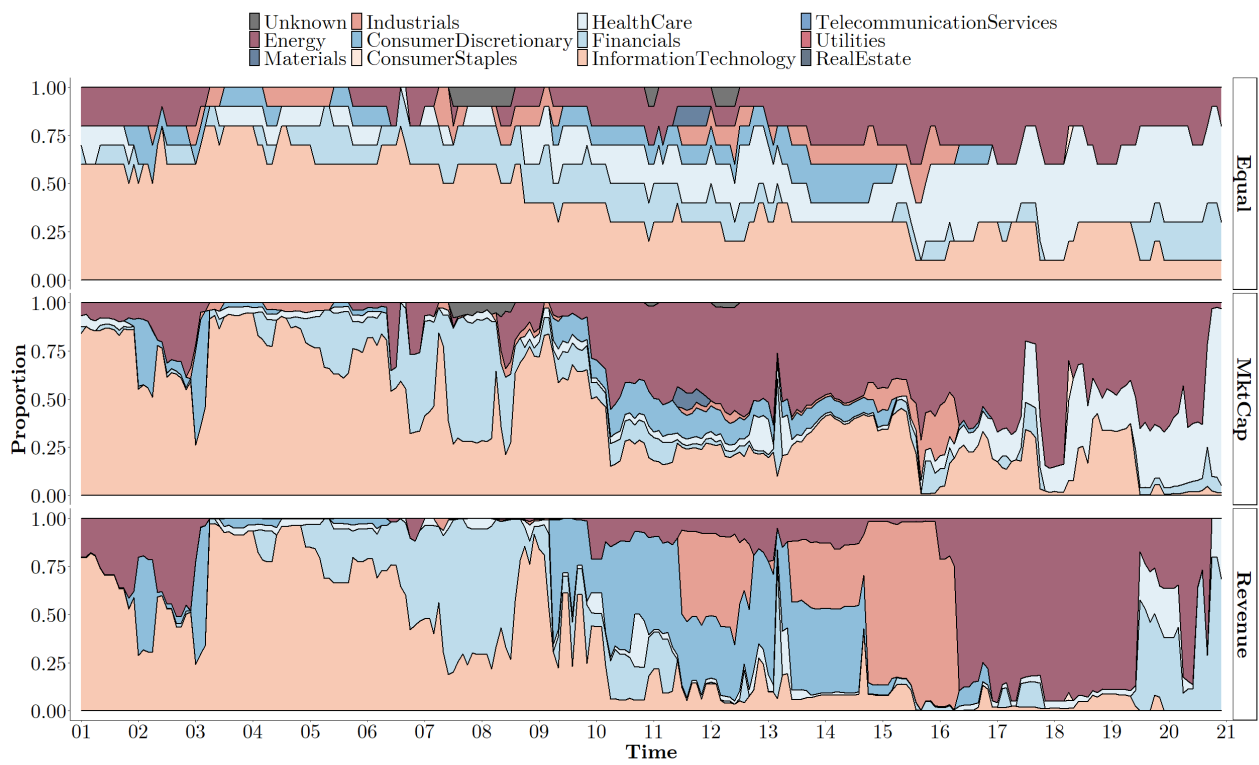 Unknown Industrials HealthCare TelecommunicationServices
Energy ConsumerDiscretionary Financials Utilities
Materials ConsumerStaples InformationTechnology RealEstate
1.00
0.75
0.50
0.25
0.00
Equal
1.00
0.75
0.50
0.25
0.00
MktCap
Proportion
1.00
0.75
0.50
0.25
0.00
Revenue
01 02 03 04 05 06 07 08 09 10 11 12 13 14 15 16 17 18 19 20 21
Time